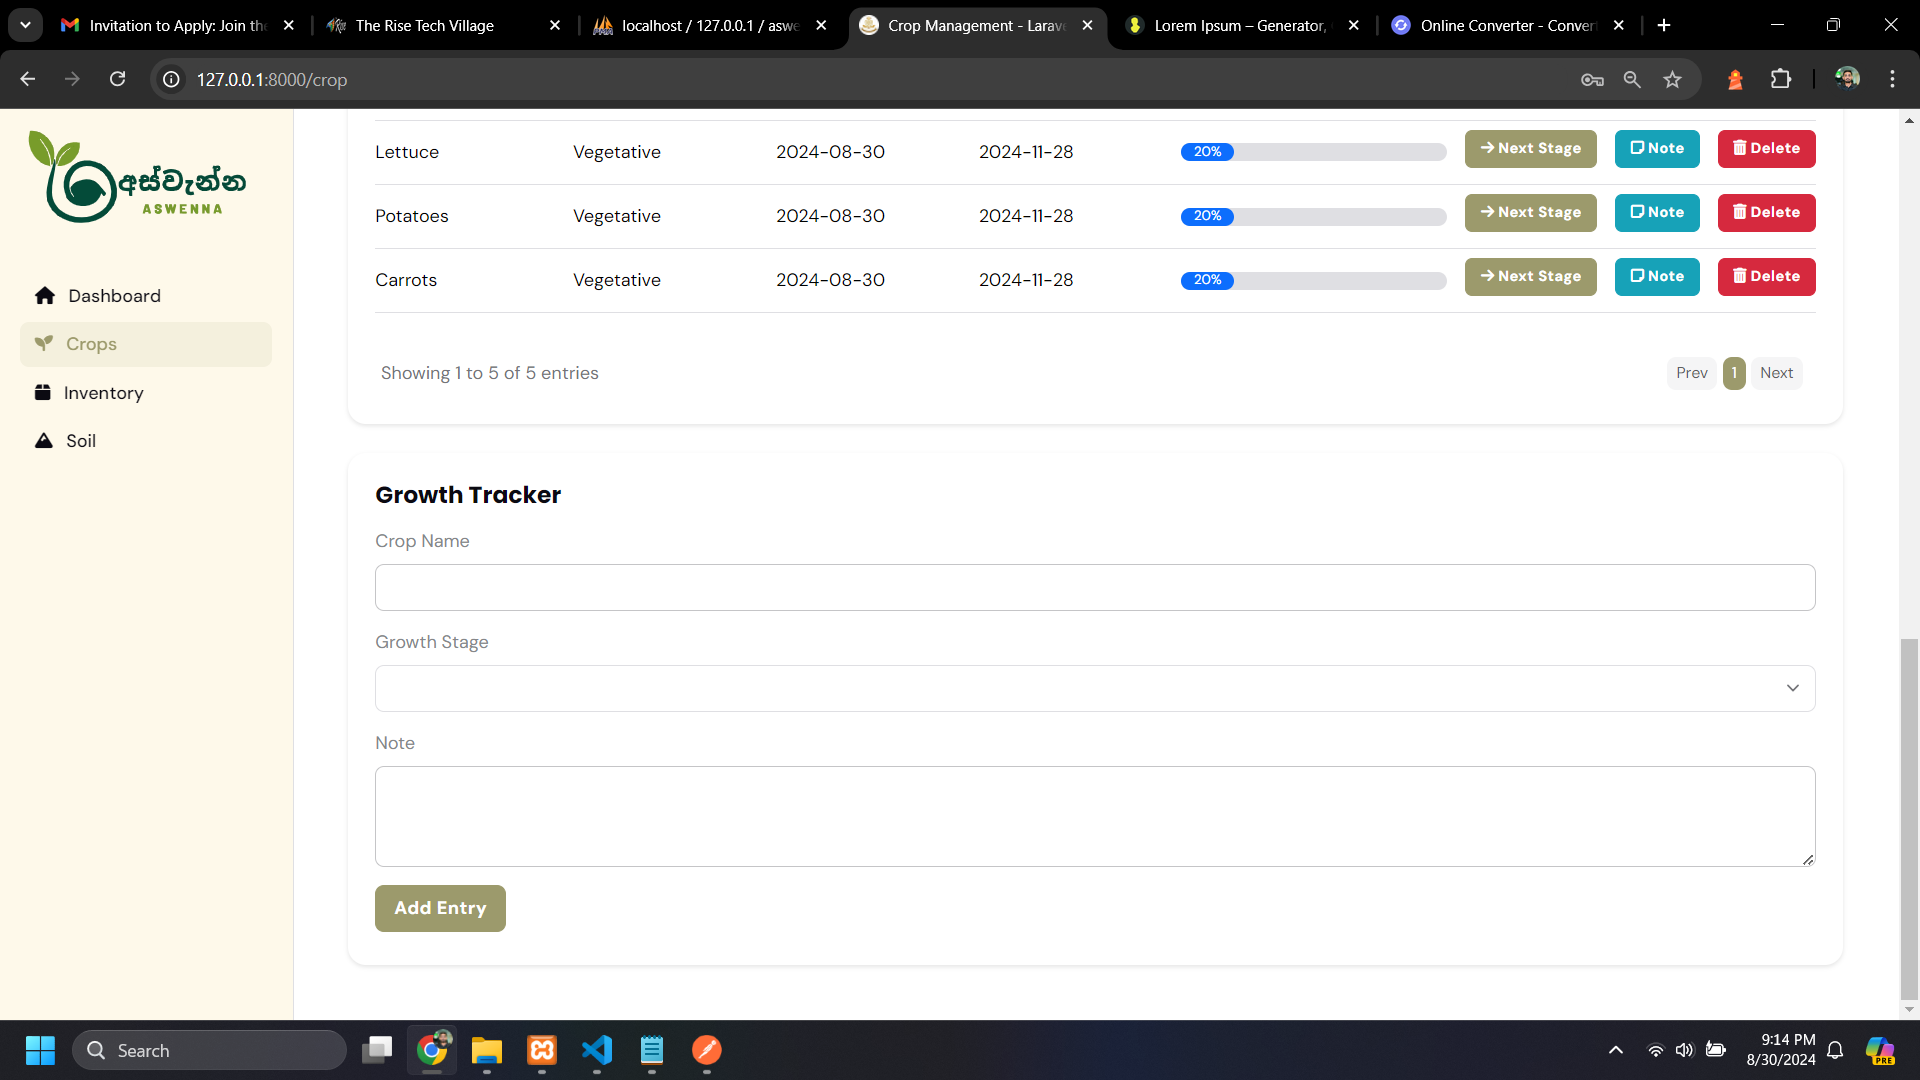 Invitation to Apply: Join the
The Rise Tech Village
localhost / 127.0.0.1 / aswe
Crop Management - Larave
Lorem Ipsum – Generator,
Online Converter - Conver
127.0.0.1:8000/crop
අස්වැන්න
ASWENNA
Dashboard
Crops
Inventory
Soil
Lettuce Vegetative 2024-08-30 2024-11-28 20% Next Stage Note Delete
Potatoes Vegetative 2024-08-30 2024-11-28 20% Next Stage Note Delete
Carrots Vegetative 2024-08-30 2024-11-28 20% Next Stage Note Delete
Showing 1 to 5 of 5 entries Prev 1 Next
Growth Tracker
Crop Name
Growth Stage
Note
Add Entry
Search
9:14 PM
8/30/2024
PRE